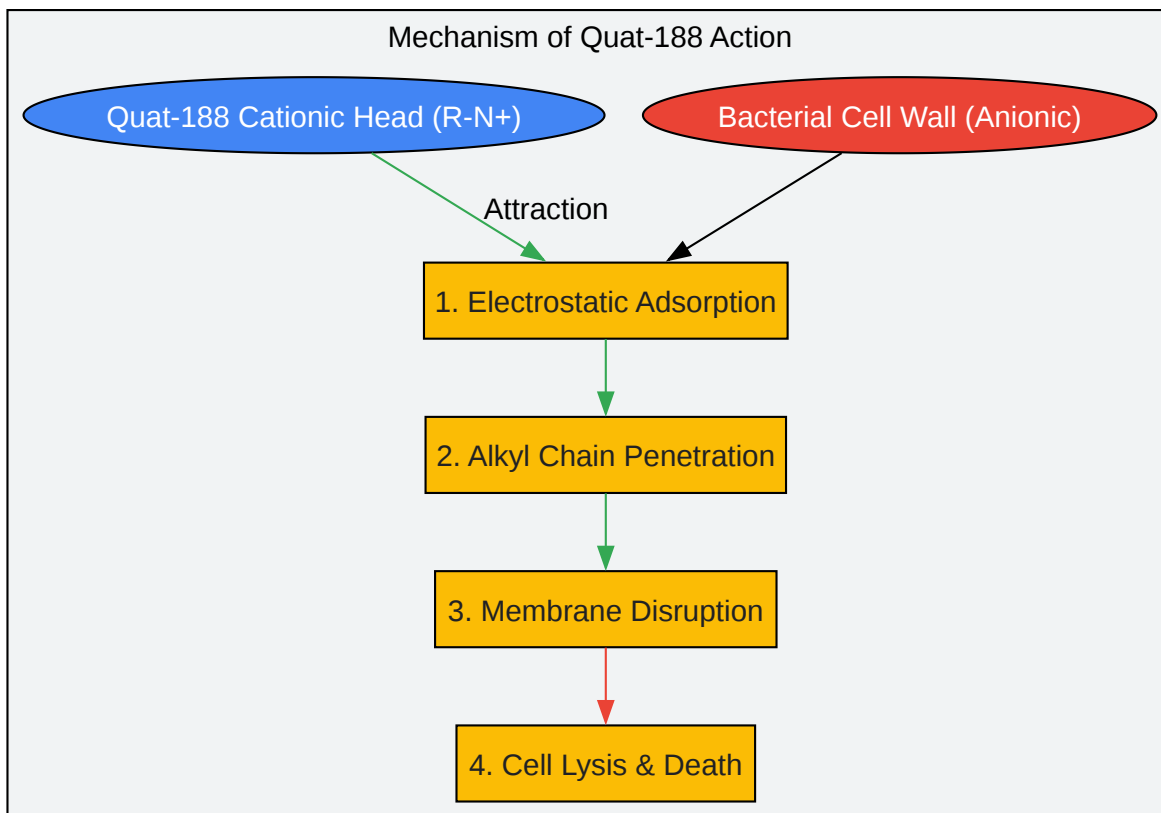 Mechanism of Quat-188 Action
Quat-188 Cationic Head (R-N+)
Bacterial Cell Wall (Anionic)
Attraction
1. Electrostatic Adsorption
2. Alkyl Chain Penetration
3. Membrane Disruption
4. Cell Lysis & Death